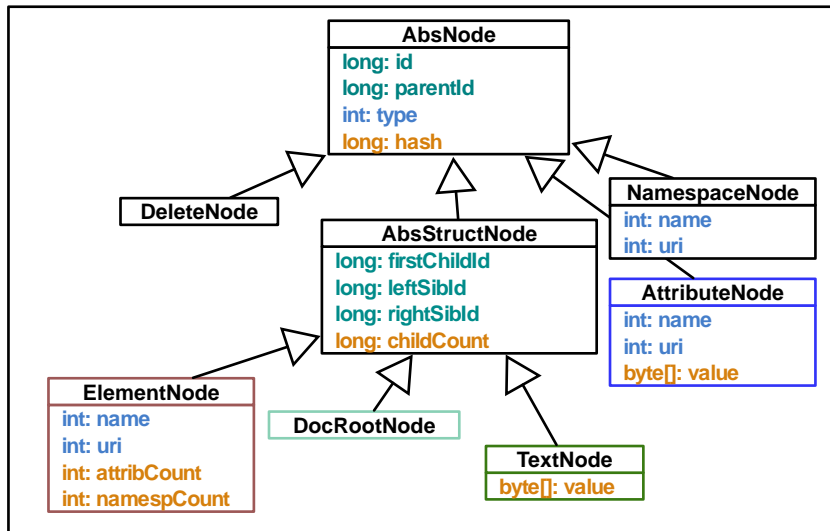 AbsNode
long: id
long: parentId
int: type
long: hash
DeleteNode
NamespaceNode
int: name
int: uri
AbsStructNode
long: firstChildId
long: leftSibId
long: rightSibId
long: childCount
AttributeNode
int: name
int: uri
byte[]: value
ElementNode
int: name
int: uri
int: attribCount
int: namespCount
DocRootNode
TextNode
byte[]: value